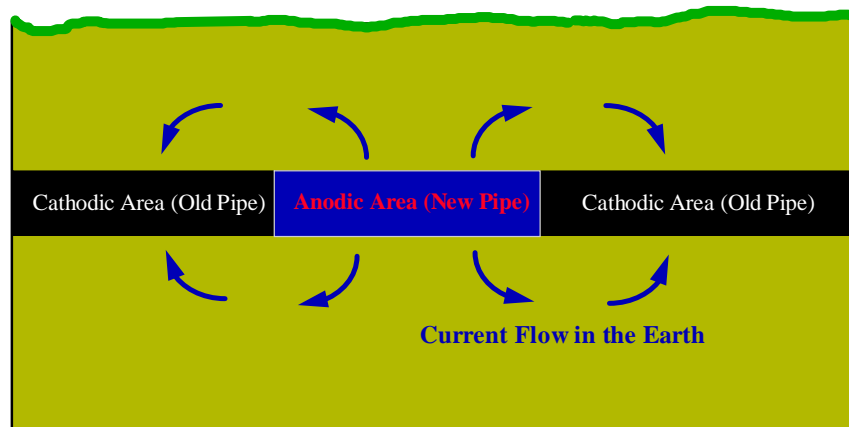 Cathodic Area (Old Pipe)
Anodic Area (New Pipe)
Cathodic Area (Old Pipe)
Current Flow in the Earth